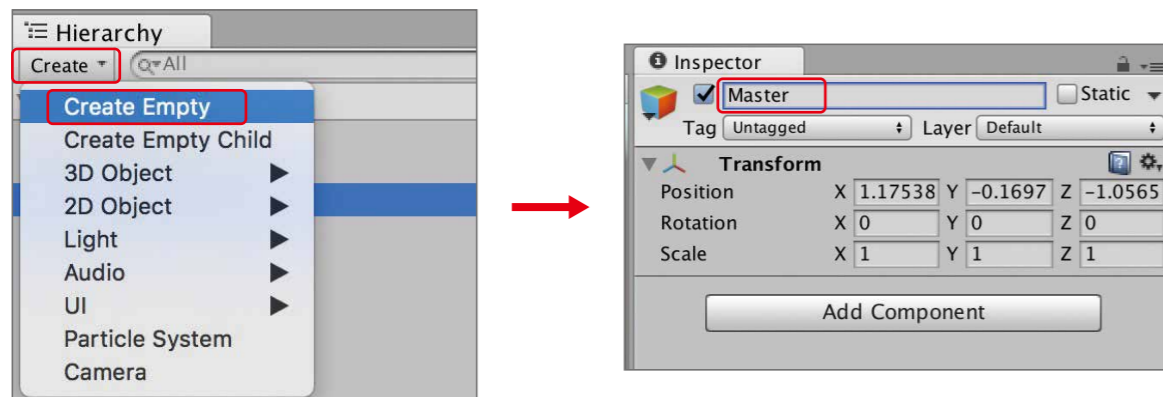 Hierarchy
Create
All
Create Empty
Create Empty Child
3D Object
2D Object
Light
Audio
UI
Particle System
Camera
Inspector
Master
Static
Tag Untagged Layer Default
Transform
Position X 1.17538 Y -0.1697 Z -1.0565
Rotation X 0 Y 0 Z 0
Scale X 1 Y 1 Z 1
Add Component